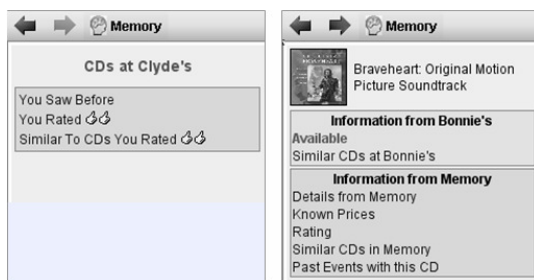 Memory
CDs at Clyde's
You Saw Before
You Rated
Similar To CDs You Rated
Memory
Braveheart: Original Motion
Picture Soundtrack
Information from Bonnie's
Available
Similar CDs at Bonnie's
Information from Memory
Details from Memory
Known Prices
Rating
Similar CDs in Memory
Past Events with this CD